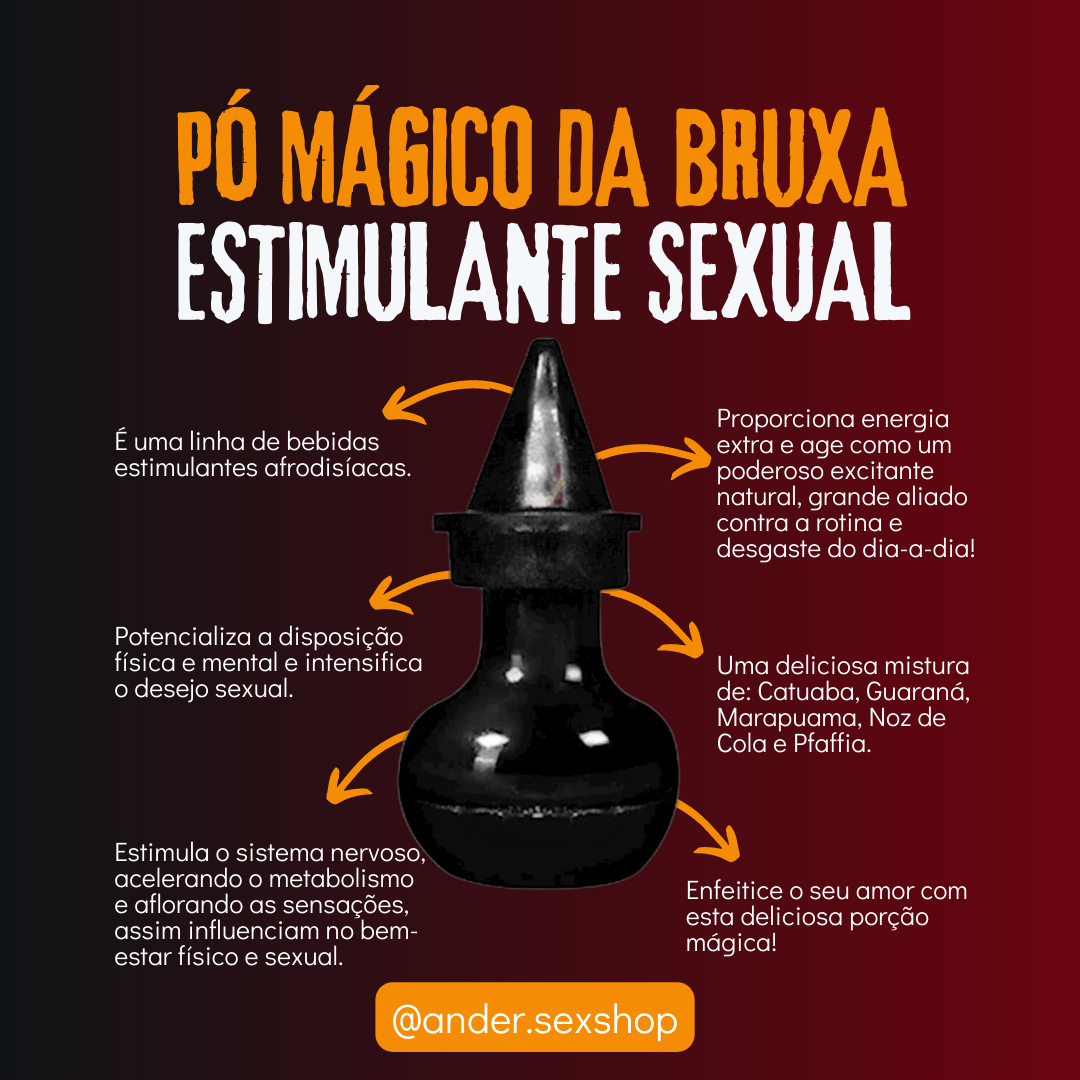 PÓ MÁGICO DA BRUXA
ESTIMULANTE SEXUAL
É uma linha de bebidas
estimulantes afrodisíacas.
Proporciona energia
extra e age como um
poderoso excitante
natural, grande aliado
contra a rotina e
desgaste do dia-a-dia!
Potencializa a disposição
física e mental e intensifica
o desejo sexual.
Uma deliciosa mistura
de: Catuaba, Guaraná,
Marapuama, Noz de
Cola e Pfaffia.
Estimula o sistema nervoso,
acelerando o metabolismo
e aflorando as sensações,
assim influenciam no bem-
estar físico e sexual.
Enfeitice o seu amor com
esta deliciosa porção
mágica!
@ander.sexshop